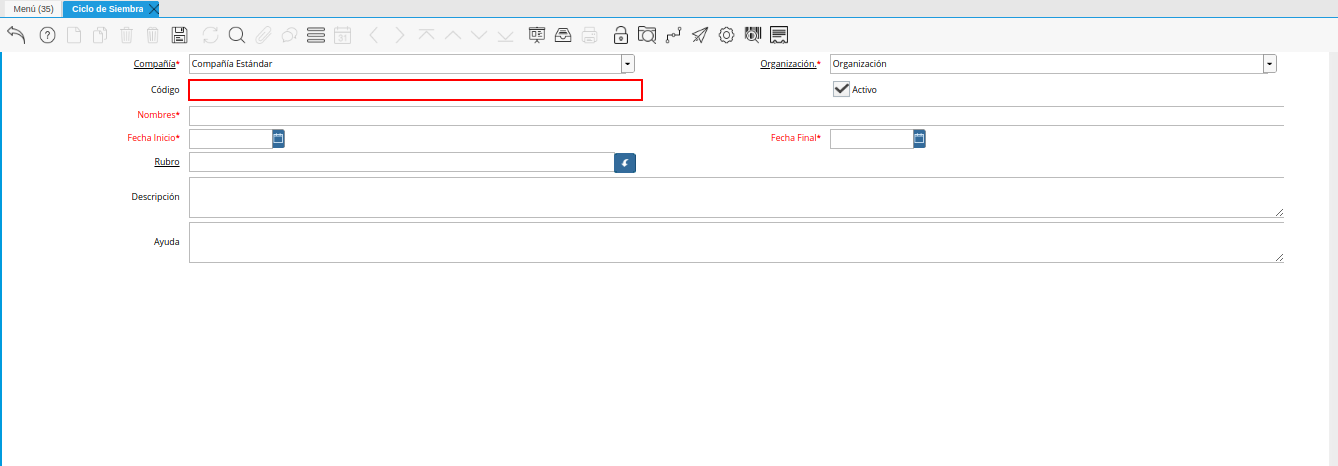 Menú (35) Ciclo de Siembra
31
Compañía* Compañía Estándar Organización.* Organización
Código Activo
Nombres*
Fecha Inicio* Fecha Final*
Rubro
Descripción
Ayuda